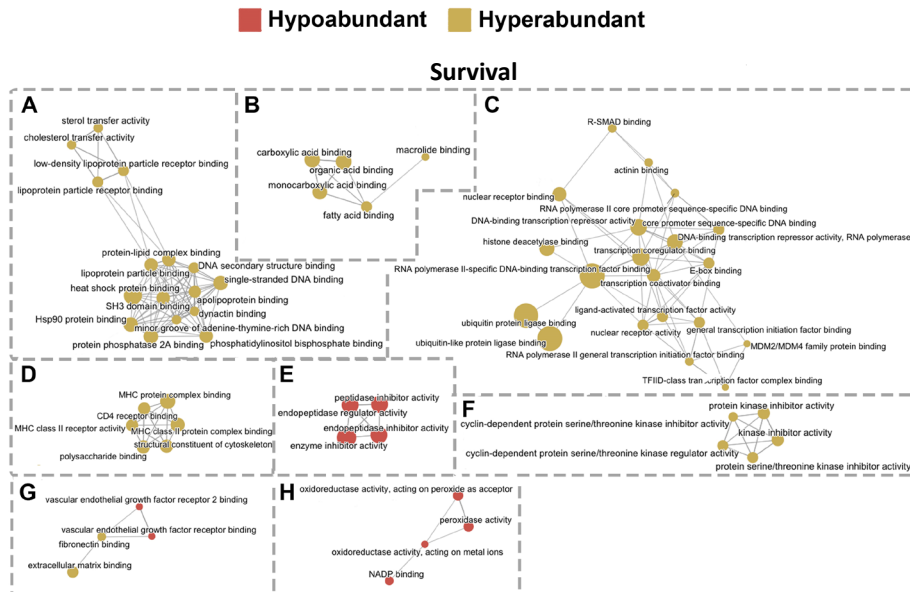 Hypoabundant
Hyperabundant
Survival
A
sterol transfer activity
cholesterol transfer activity
low-density lipoprotein particle receptor binding
lipoprotein particle receptor binding
protein-lipid complex binding
DNA secondary structure binding
lipoprotein particle binding
single-stranded DNA binding
heat shock protein binding
apolipoprotein binding
SH3 domain binding
dynactin binding
Hsp90 protein binding
minor groove of adenine-thymine-rich DNA binding
protein phosphatase 2A binding
phosphatidylinositol bisphosphate binding
B
carboxylic acid binding
macrolide binding
organic acid binding
monocarboxylic acid binding
fatty acid binding
C
R-SMAD binding
actinin binding
nuclear receptor binding
RNA polymerase II core promoter sequence-specific DNA binding
DNA-binding transcription repressor activity
core promoter sequence-specific DNA binding
DNA-binding transcription repressor activity, RNA polymerase
histone deacetylase binding
transcription coregulator binding
RNA polymerase II-specific DNA-binding transcription factor binding
E-box binding
transcription coactivator binding
ligand-activated transcription factor activity
ubiquitin protein ligase binding
nuclear receptor activity
general transcription initiation factor binding
ubiquitin-like protein ligase binding
MDM2/MDM4 family protein binding
RNA polymerase II general transcription initiation factor binding
TFIID-class transcription factor complex binding
D
MHC protein complex binding
CD4 receptor binding
MHC class II receptor activity
MHC class II protein complex binding
structural constituent of cytoskeleton
polysaccharide binding
E
peptidase inhibitor activity
endopeptidase regulator activity
endopeptidase inhibitor activity
enzyme inhibitor activity
F
protein kinase inhibitor activity
cyclin-dependent protein serine/threonine kinase inhibitor activity
kinase inhibitor activity
cyclin-dependent protein serine/threonine kinase regulator activity
protein serine/threonine kinase inhibitor activity
G
vascular endothelial growth factor receptor 2 binding
vascular endothelial growth factor receptor binding
fibronectin binding
extracellular matrix binding
H
oxidoreductase activity, acting on peroxide as acceptor
peroxidase activity
oxidoreductase activity, acting on metal ions
NADP binding